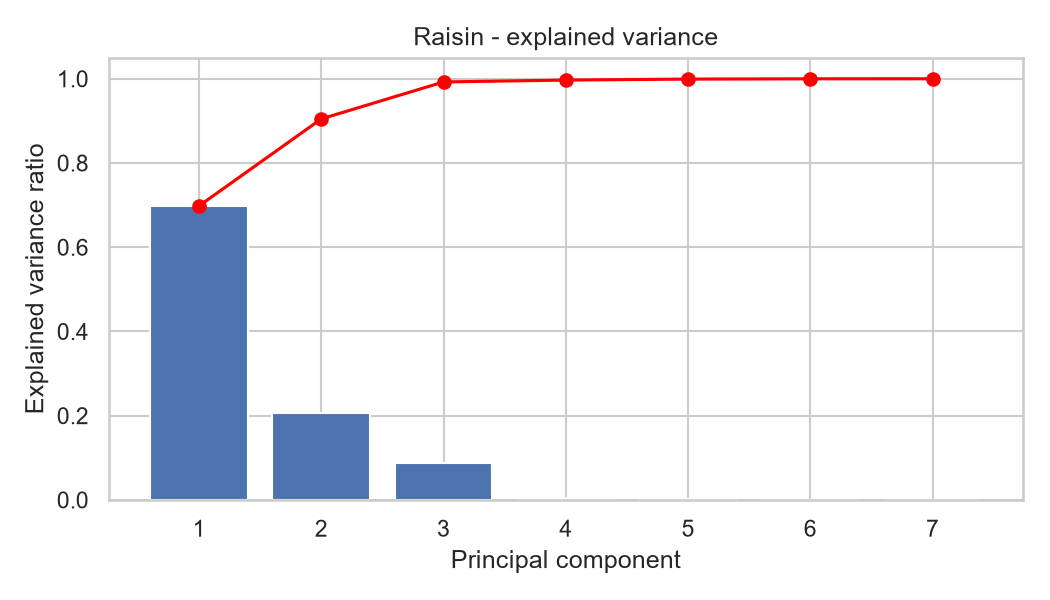 Raisin - explained variance
Explained variance ratio
1.0
0.8
0.6
0.4
0.2
0.0
1 2 3 4 5 6 7
Principal component